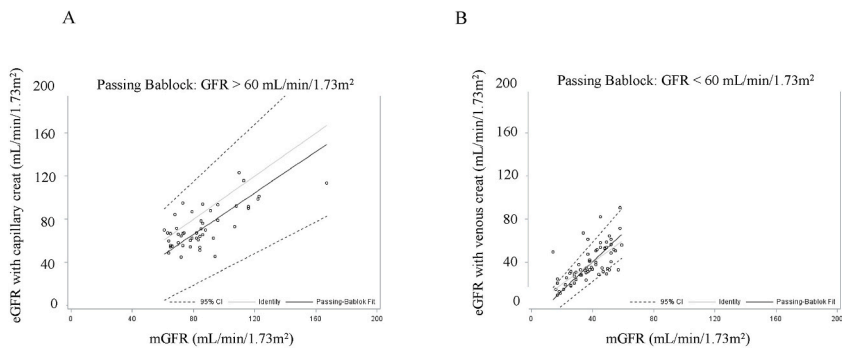 A
B
Passing Bablock: GFR > 60 mL/min/1.73m²
Passing Bablock: GFR < 60 mL/min/1.73m²
eGFR with capillary creat (mL/min/1.73m²)
200
160
120
80
40
0
95% CI
Identity
Passing-Bablok Fit
0
40
80
120
160
200
mGFR (mL/min/1.73m²)
eGFR with venous creat (mL/min/1.73m²)
200
160
120
80
40
0
95% CI
Identity
Passing-Bablok Fit
0
40
80
120
160
200
mGFR (mL/min/1.73m²)